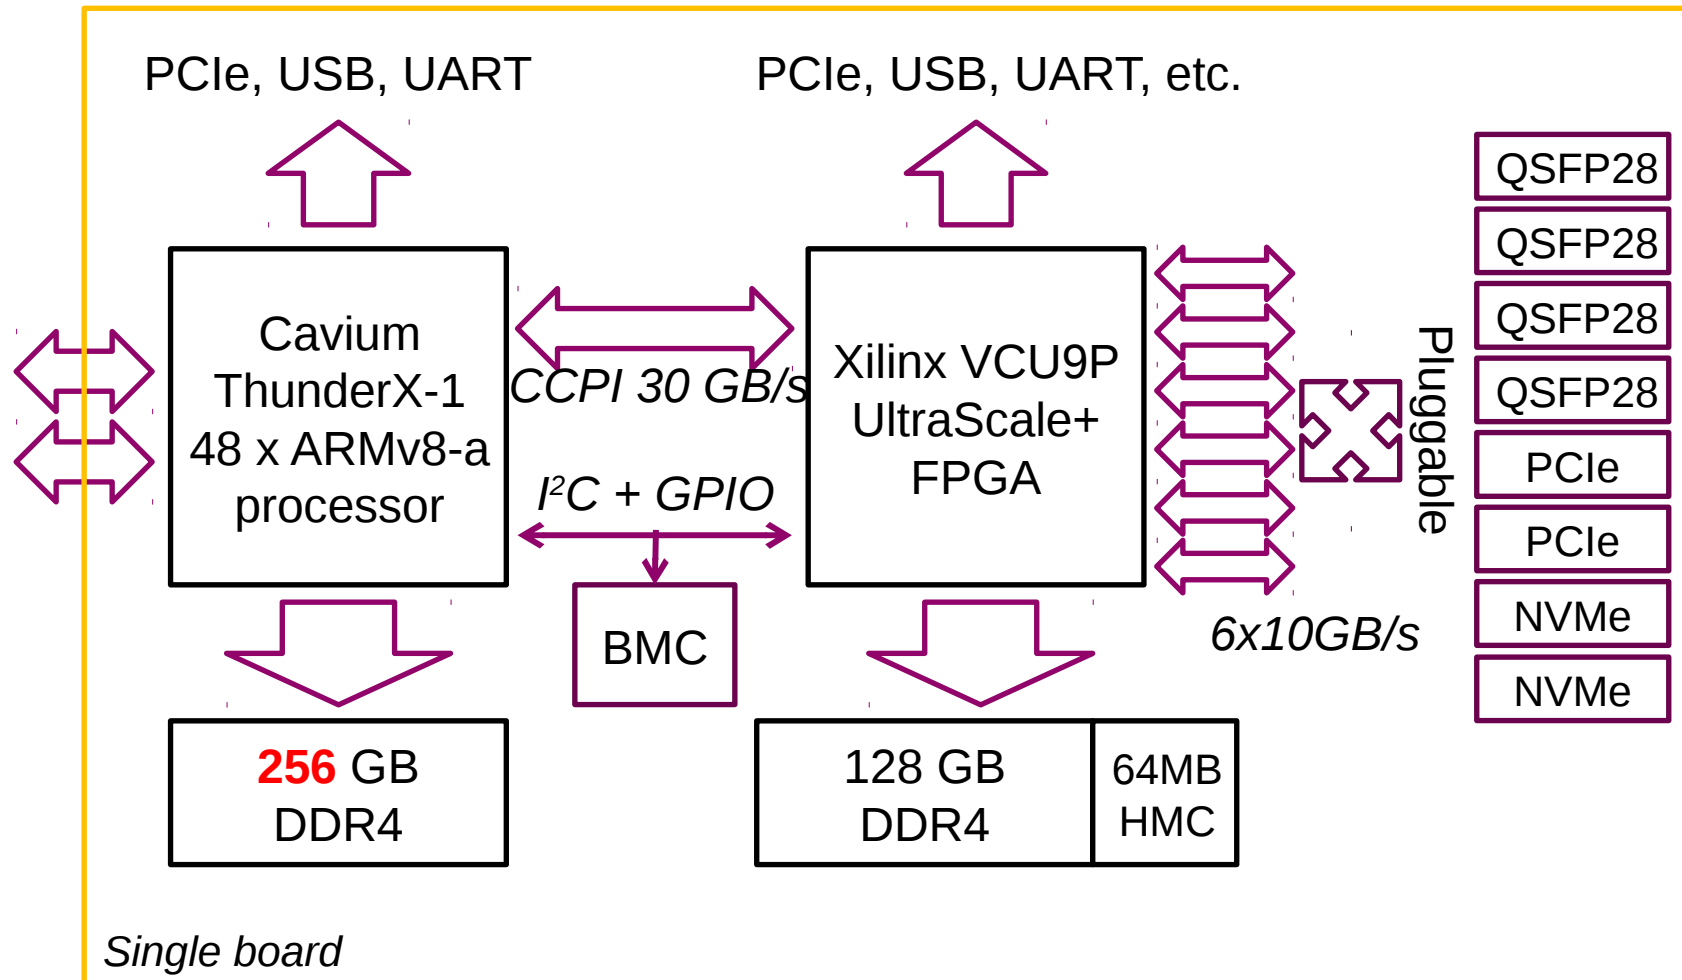 PCIe, USB, UART
PCIe, USB, UART, etc.
Cavium
ThunderX-1
48 x ARMv8-a
processor
CCPI 30 GB/s
I²C + GPIO
BMC
Xilinx VCU9P
UltraScale+
FPGA
6x10GB/s
Pluggable
QSFP28
QSFP28
QSFP28
QSFP28
PCIe
PCIe
NVMe
NVMe
256 GB
DDR4
128 GB
DDR4
64MB
HMC
Single board